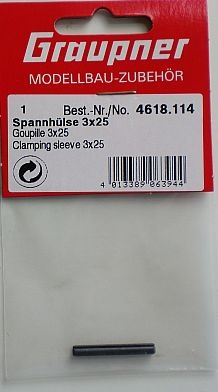 Graupner
MODELLBAU-ZUBEHÖR
1 Best.-Nr./No. 4618.114
Spannhülse 3x25
Goupille 3x25
Clamping sleeve 3x25
4 013389 063944